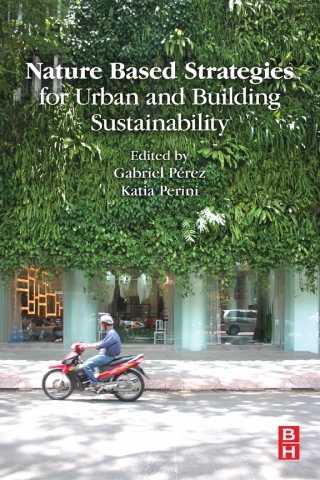 Nature Based Strategies
for Urban and Building
Sustainability
Edited by
Gabriel Pérez
Katia Perini
B
H